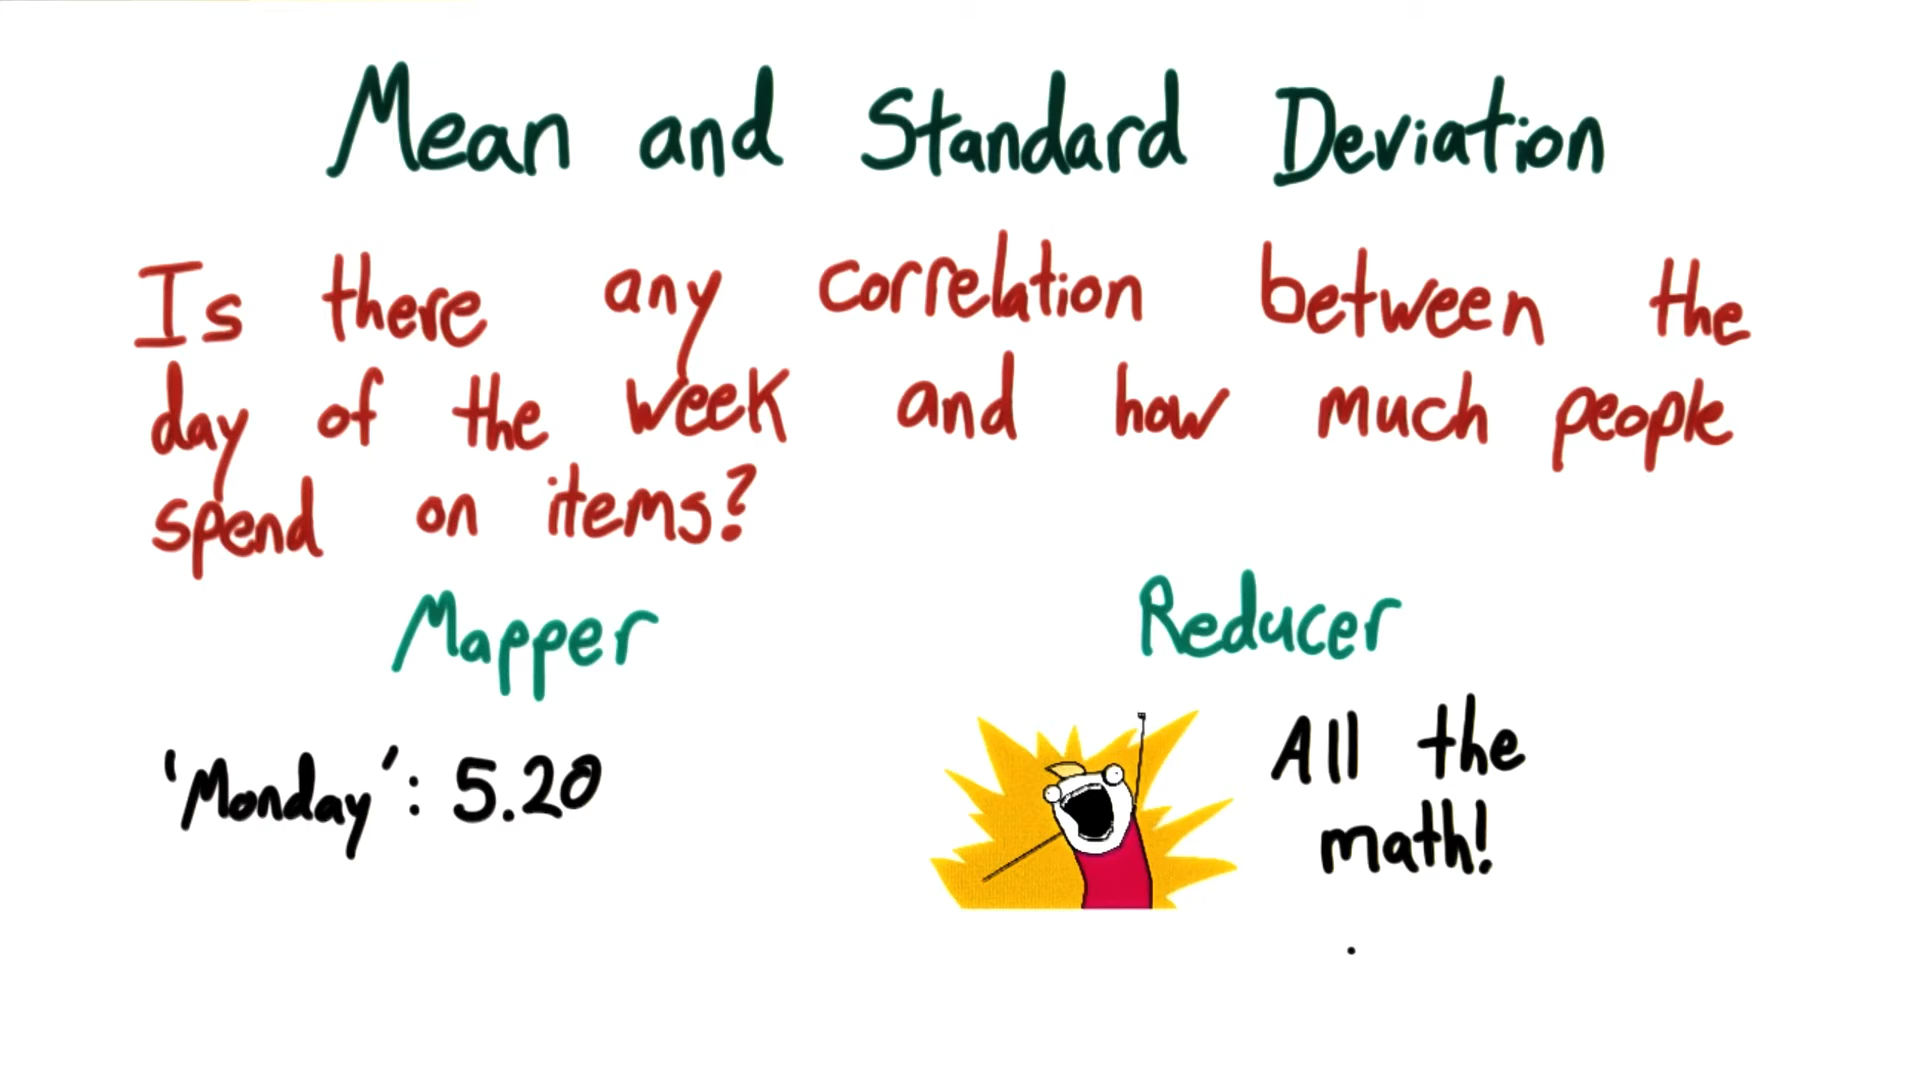 Mean and Standard Deviation
Is there any correlation between the
day of the week and how much people
spend on items?
Mapper
Reducer
'Monday': 5.20
All the
math!